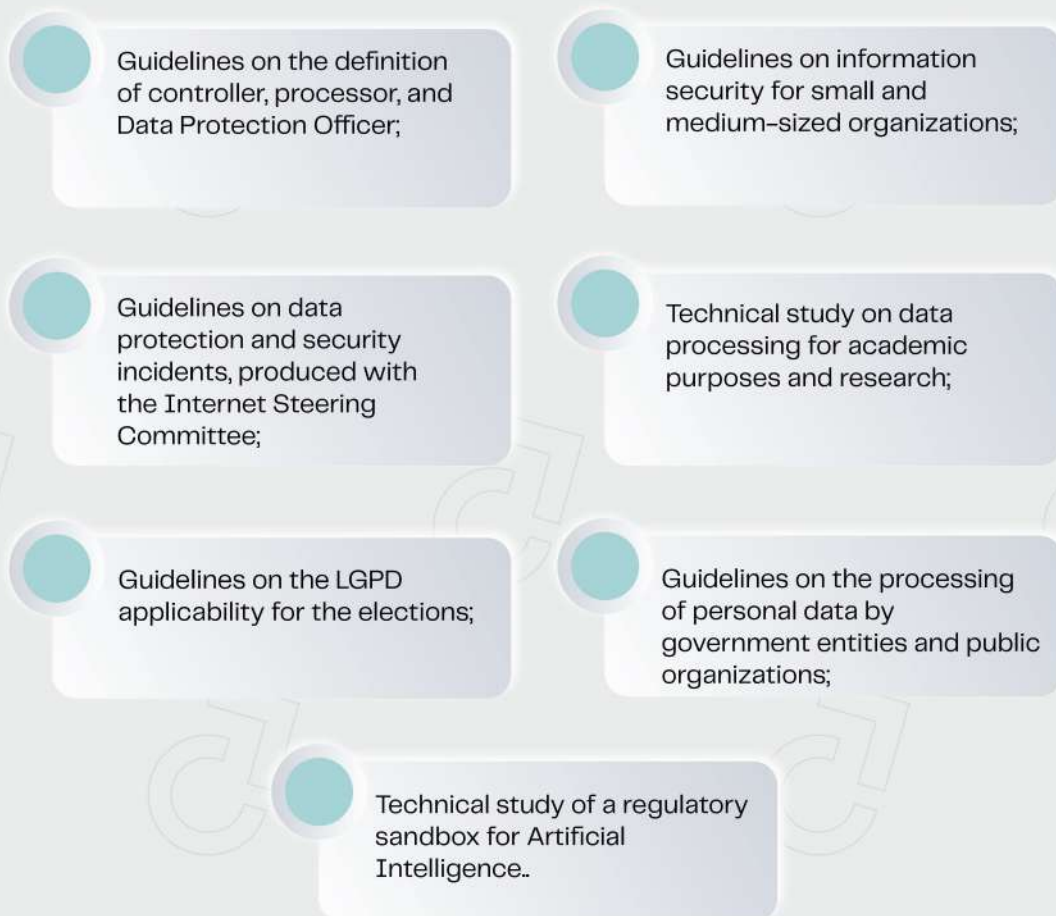 Guidelines on the definition
of controller, processor, and
Data Protection Officer;
Guidelines on information
security for small and
medium-sized organizations;
Guidelines on data
protection and security
incidents, produced with
the Internet Steering
Committee;
Technical study on data
processing for academic
purposes and research;
Guidelines on the LGPD
applicability for the elections;
Guidelines on the processing
of personal data by
government entities and public
organizations;
Technical study of a regulatory
sandbox for Artificial
Intelligence..